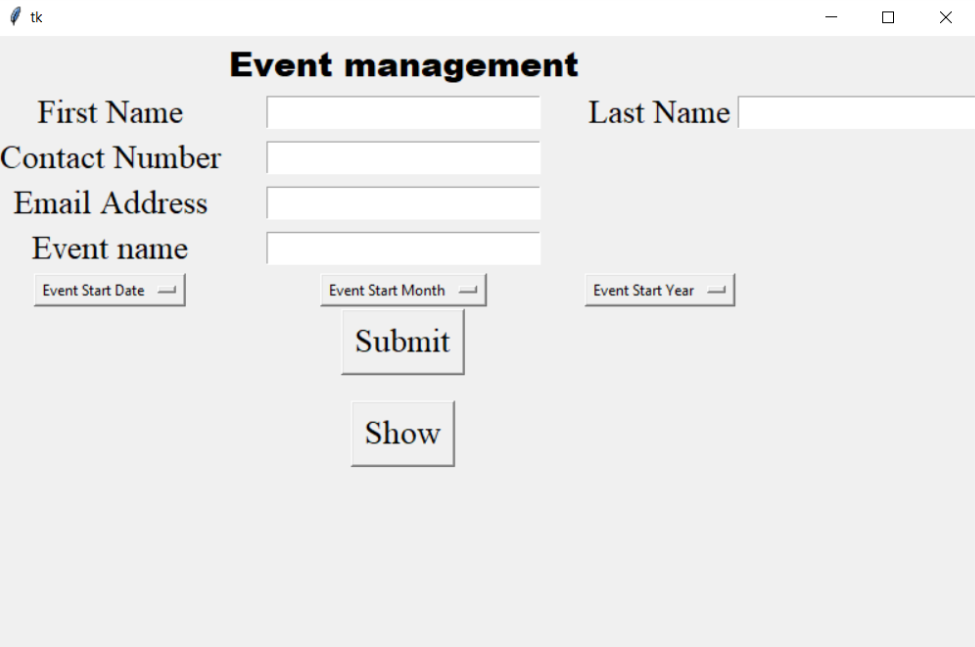 tk
Event management
First Name Last Name
Contact Number
Email Address
Event name
Event Start Date Event Start Month Event Start Year
Submit
Show